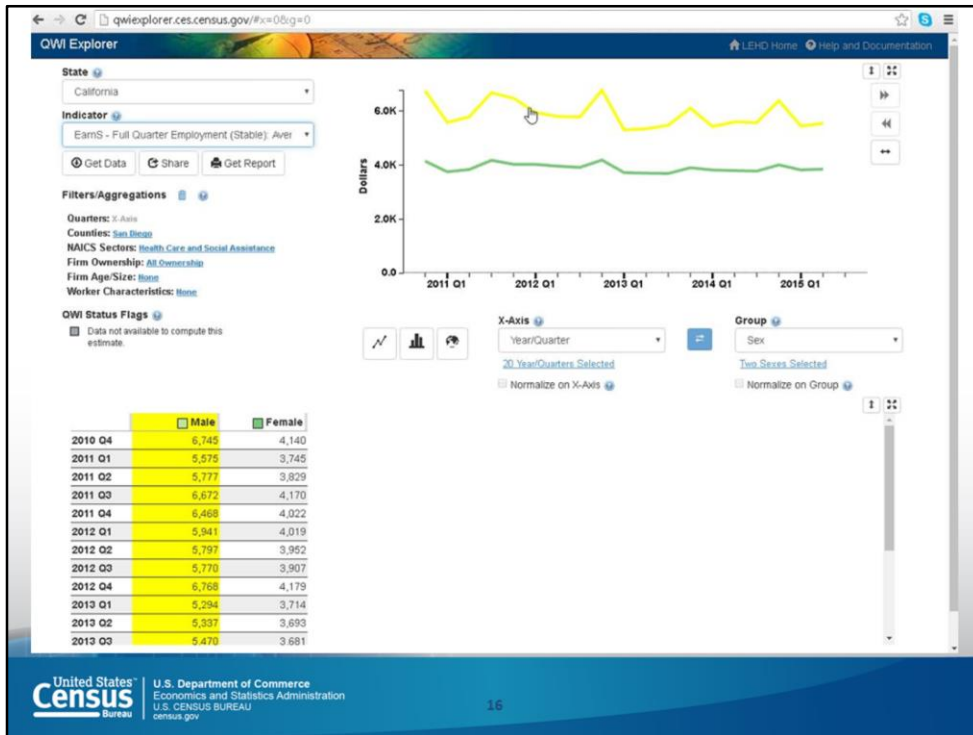 qwiexplorer.ces.census.gov/#x=0&g=0
QWI Explorer
LEHD Home
Help and Documentation
State
California
Indicator
EarnS - Full Quarter Employment (Stable): Aver
Get Data
Share
Get Report
Filters/Aggregations
Quarters: X-Axis
Counties: San Diego
NAICS Sectors: Health Care and Social Assistance
Firm Ownership: All Ownership
Firm Age/Size: None
Worker Characteristics: None
QWI Status Flags
Data not available to compute this
estimate.
Dollars
6.0K
4.0K
2.0K
0.0
2011 Q1 2012 Q1 2013 Q1 2014 Q1 2015 Q1
X-Axis
Year/Quarter
20 Year/Quarters Selected
Normalize on X-Axis
Group
Sex
Two Sexes Selected
Normalize on Group
Male Female
2010 Q4 6,745 4,140
2011 Q1 5,575 3,745
2011 Q2 5,777 3,829
2011 Q3 6,672 4,170
2011 Q4 6,468 4,022
2012 Q1 5,941 4,019
2012 Q2 5,797 3,952
2012 Q3 5,770 3,907
2012 Q4 6,768 4,179
2013 Q1 5,294 3,714
2013 Q2 5,337 3,693
2013 Q3 5,470 3,681
United States™
Census
Bureau
U.S. Department of Commerce
Economics and Statistics Administration
U.S. CENSUS BUREAU
census.gov
16